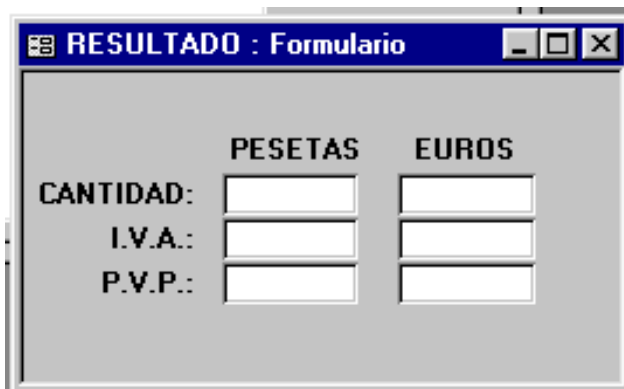 RESULTADO : Formulario
PESETAS EUROS
CANTIDAD:
I.V.A.:
P.V.P.: